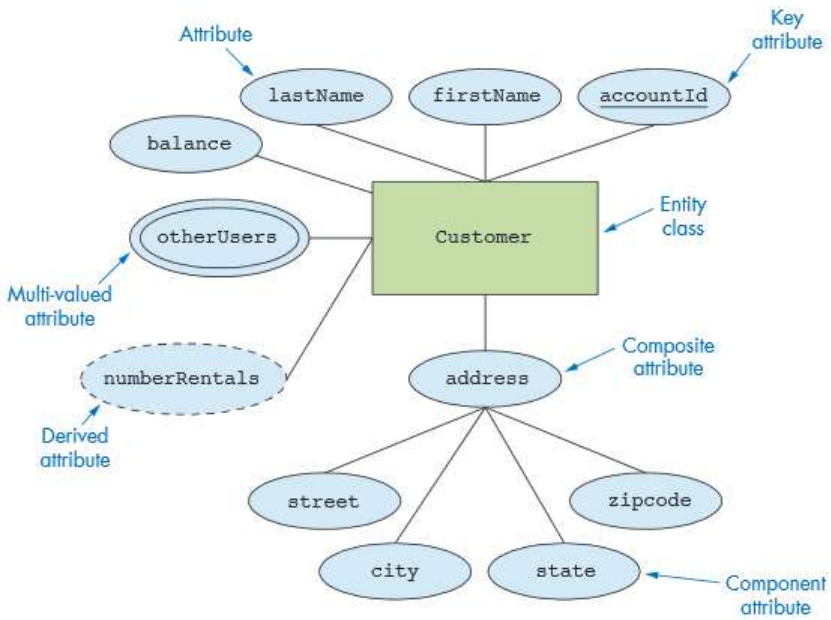 Attribute
Key
attribute
lastName
firstName
accountId
balance
Customer
Entity
class
otherUsers
Multi-valued
attribute
numberRentals
Derived
attribute
address
Composite
attribute
street
zipcode
city
state
Component
attribute